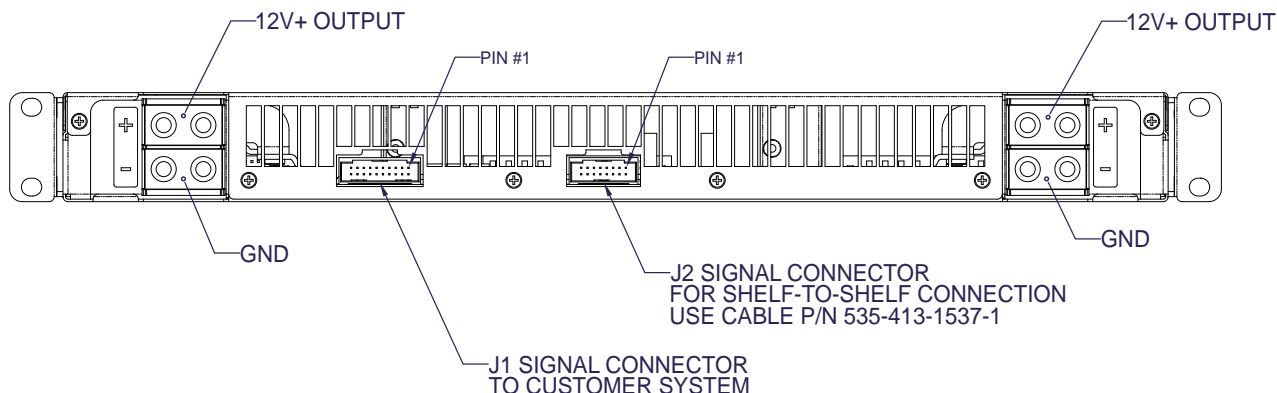 12V+ OUTPUT
12V+ OUTPUT
PIN #1
PIN #1
+
-
+
-
GND
GND
J2 SIGNAL CONNECTOR
FOR SHELF-TO-SHELF CONNECTION
USE CABLE P/N 535-413-1537-1
J1 SIGNAL CONNECTOR
TO CUSTOMER SYSTEM